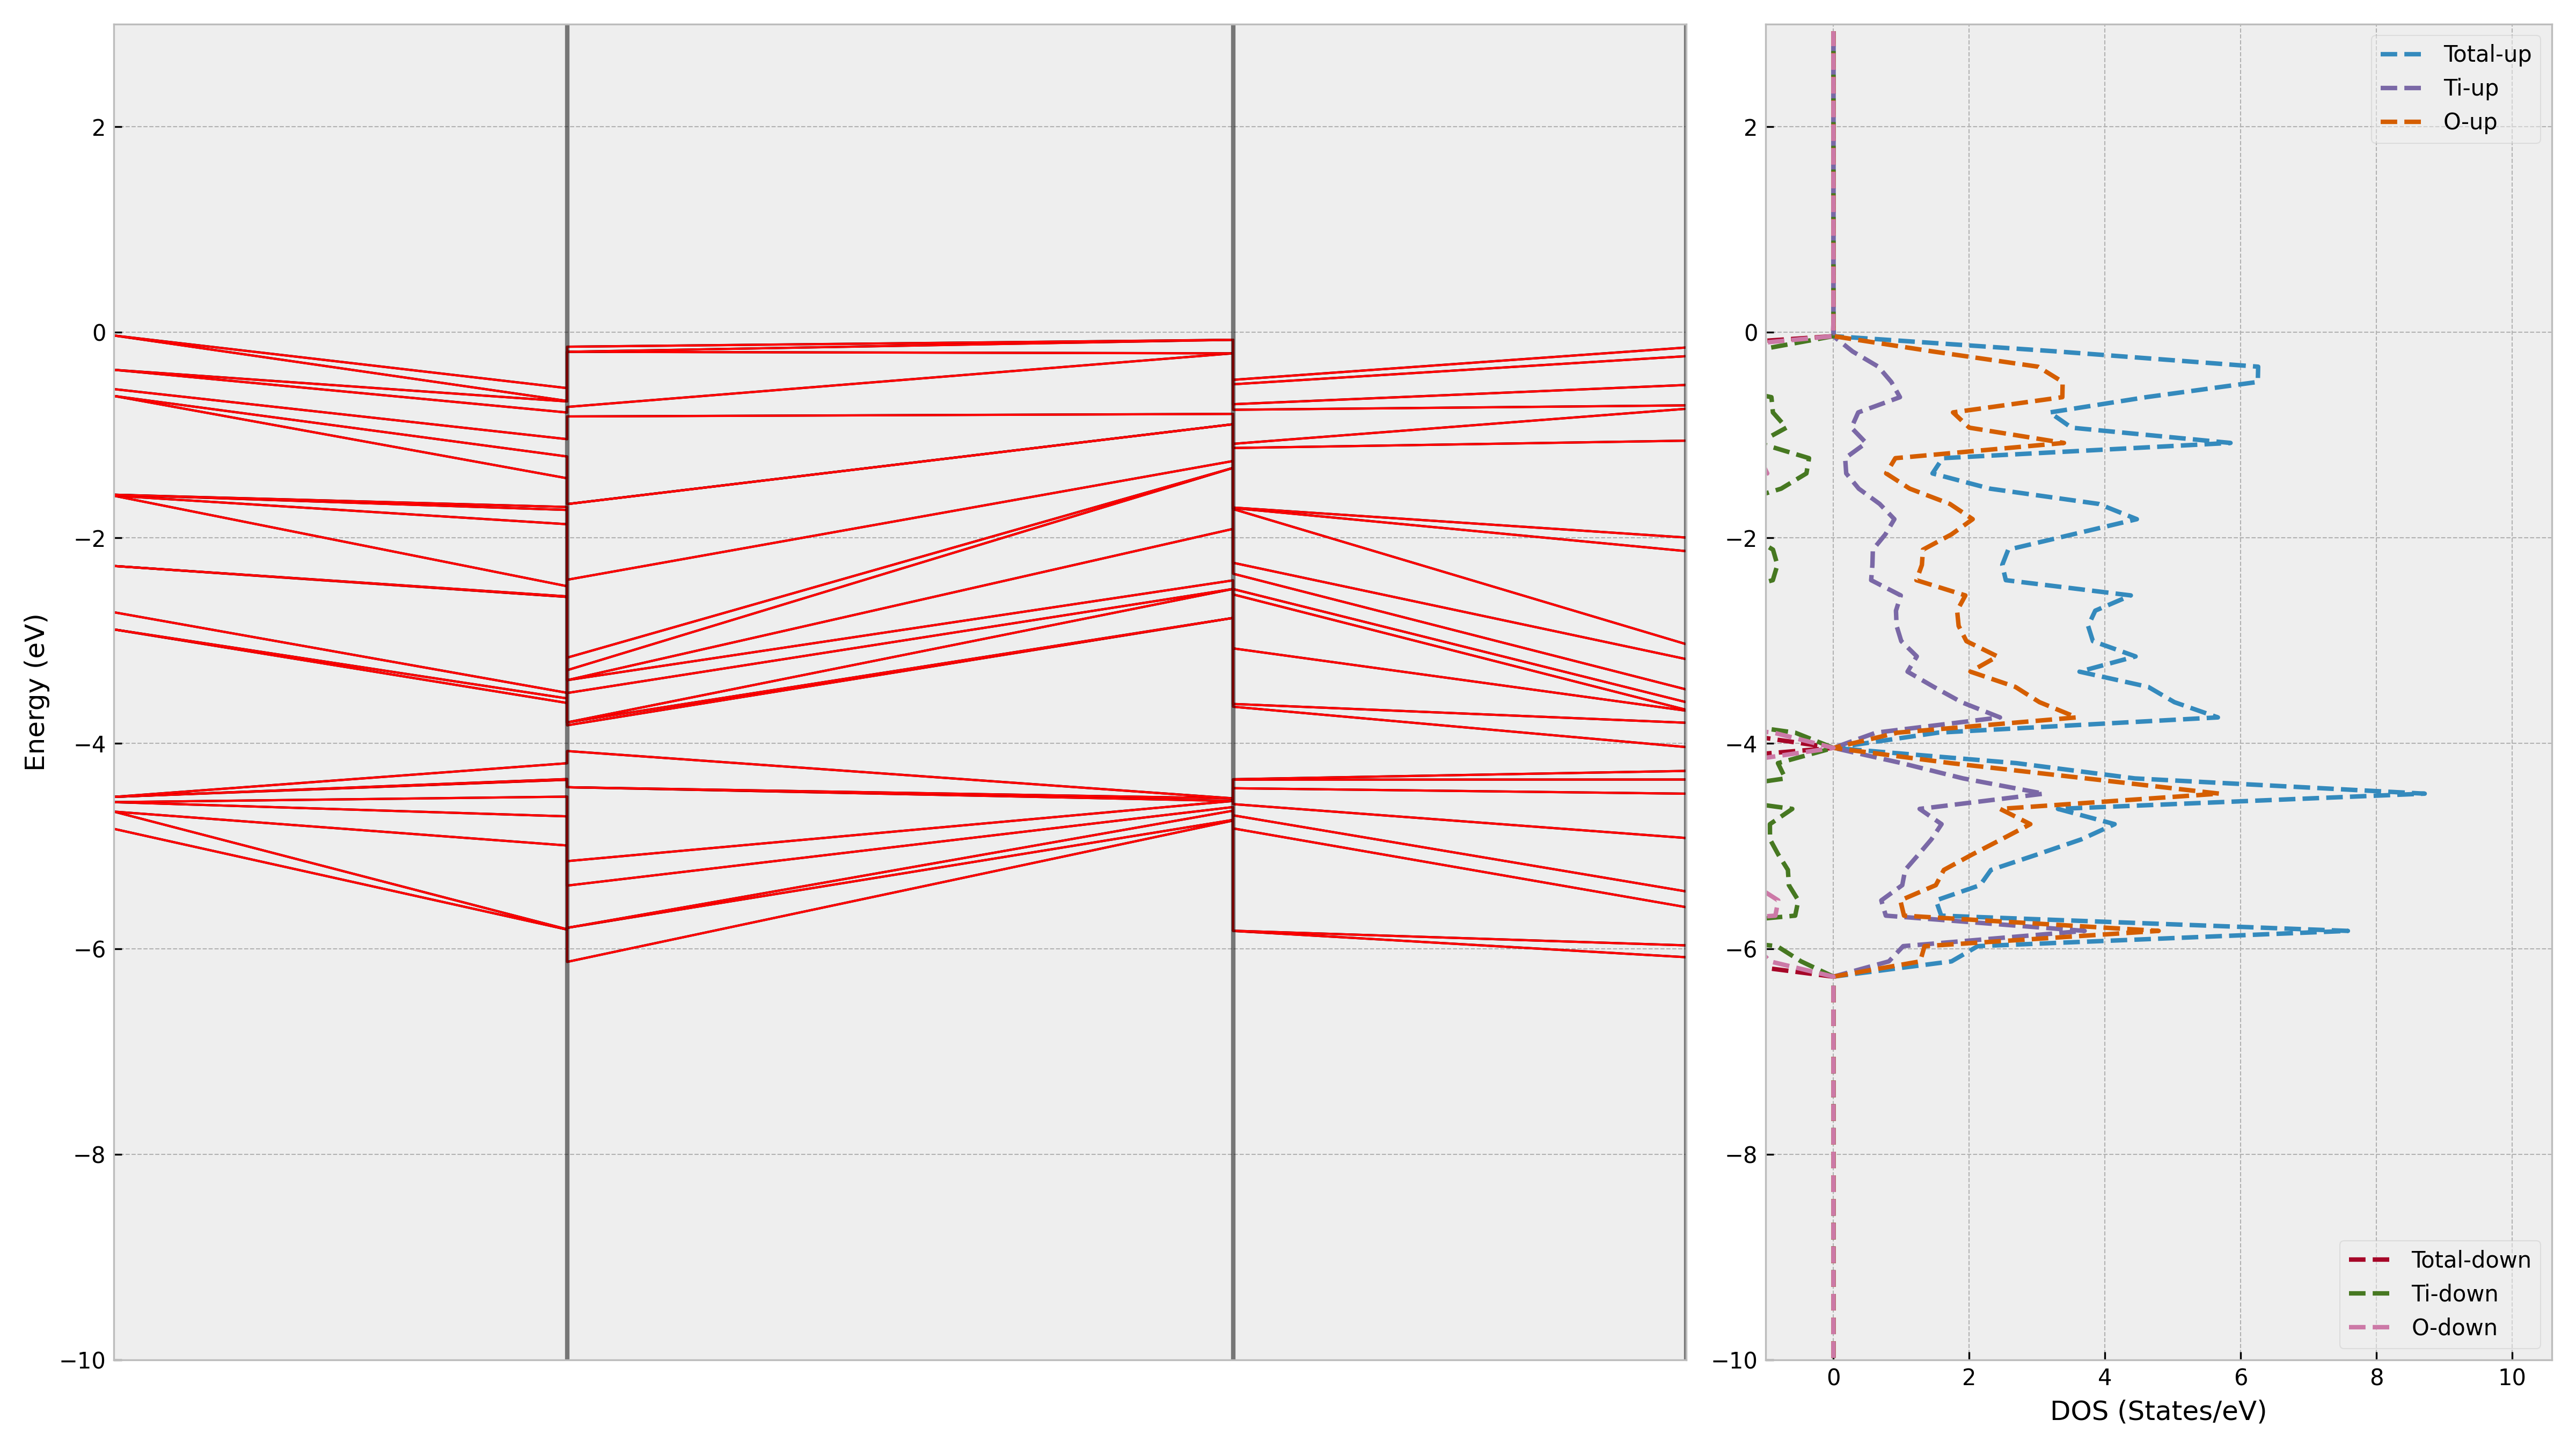 Energy (eV)
2
0
−2
−4
−6
−8
−10
2
0
−2
−4
−6
−8
−10
Total-up
Ti-up
O-up
Total-down
Ti-down
O-down
0 2 4 6 8 10
DOS (States/eV)